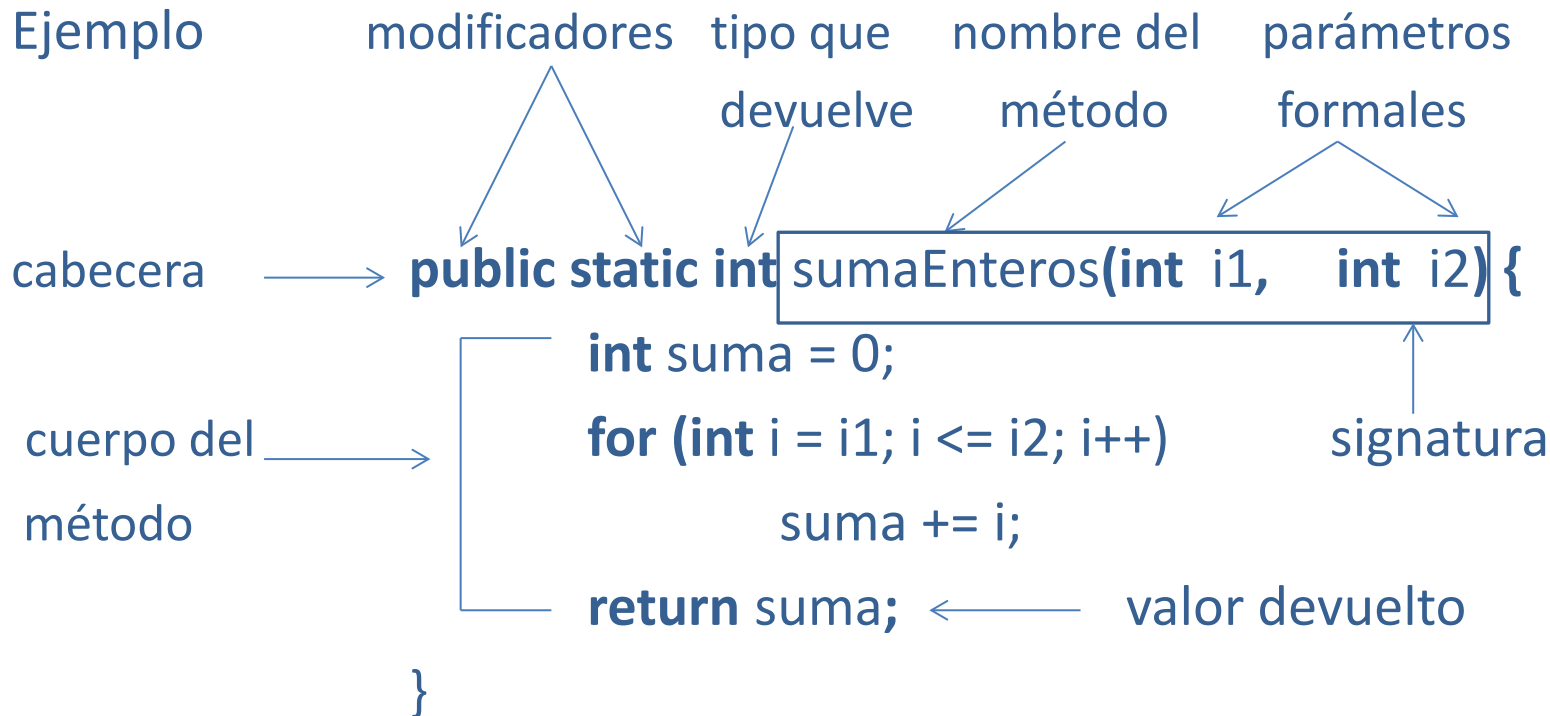 Ejemplo modificadores tipo que nombre del parámetros
devuelve método formales
cabecera public static int sumaEnteros(int i1, int i2) {
int suma = 0;
cuerpo del for (int i = i1; i <= i2; i++) signatura
método suma += i;
return suma; valor devuelto
}